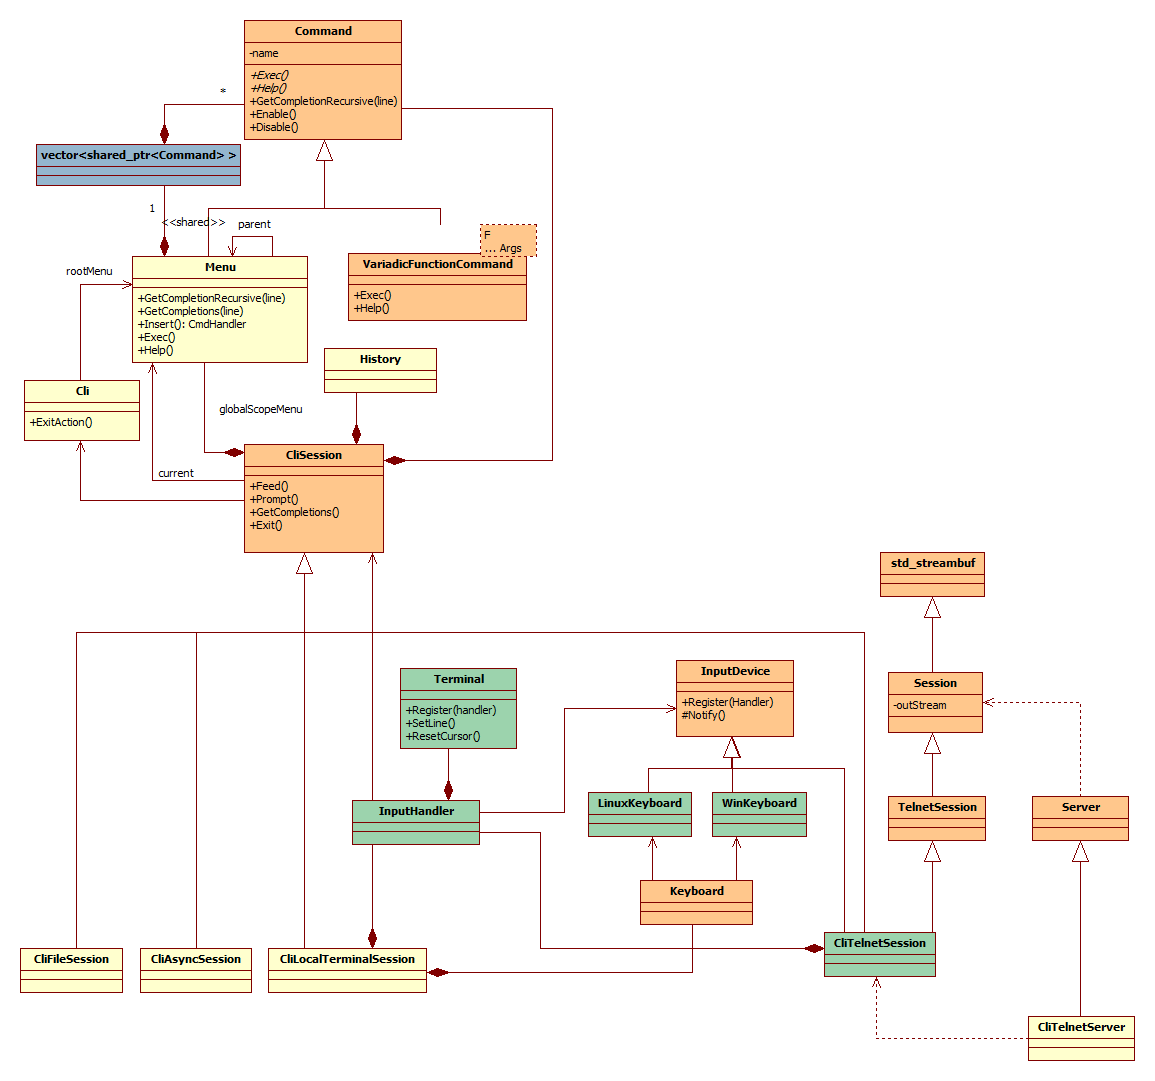 Command
-name
+Exec()
+Help()
+GetCompletionRecursive(line)
+Enable()
+Disable()
*
vector<shared_ptr<Command> >
1
<<shared>>
parent
F
... Args
VariadicFunctionCommand
+Exec()
+Help()
rootMenu
Menu
+GetCompletionRecursive(line)
+GetCompletions(line)
+Insert(): CmdHandler
+Exec()
+Help()
History
Cli
+ExitAction()
globalScopeMenu
current
CliSession
+Feed()
+Prompt()
+GetCompletions()
+Exit()
std_streambuf
Terminal
+Register(handler)
+SetLine()
+ResetCursor()
InputDevice
+Register(Handler)
#Notify()
Session
-outStream
InputHandler
LinuxKeyboard
WinKeyboard
TelnetSession
Server
Keyboard
CliFileSession
CliAsyncSession
CliLocalTerminalSession
CliTelnetSession
CliTelnetServer